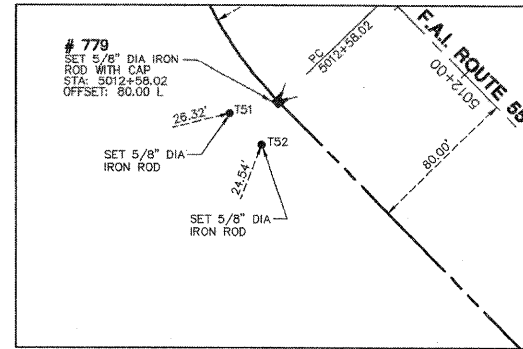 # 779
SET 5/8" DIA IRON
ROD WITH CAP
STA: 5012+58.02
OFFSET: 80.00 L
PC
5012+58.02
F.A.I. ROUTE 55
5012+00
26.32'
T51
SET 5/8" DIA
IRON ROD
T52
24.54'
80.00'
SET 5/8" DIA
IRON ROD